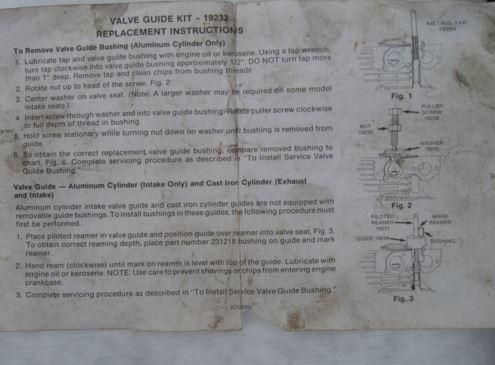 VALVE GUIDE KIT – 19232
REPLACEMENT INSTRUCTIONS
To Remove Valve Guide Bushing (Aluminum Cylinder Only)
1. Lubricate tap and valve guide bushing with engine oil or kerosene. Using a tap wrench,
turn tap clockwise into valve guide bushing approximately 1/2". DO NOT turn tap more
than 1" deep. Remove tap and clean chips from bushing threads.
2. Rotate nut up to head of the screw, Fig. 2.
3. Center washer on valve seat. (Note: A larger washer may be required on some model
intake seats.)
4. Insert screw through washer and into valve guide bushing. Rotate puller screw clockwise
to full depth of thread in bushing.
5. Hold screw stationary while turning nut down on washer until bushing is removed from
guide.
6. To obtain the correct replacement valve guide bushing, compare removed bushing to
chart, Fig. 6. Complete servicing procedure as described in "To Install Service Valve
Guide Bushing."
Valve Guide — Aluminum Cylinder (Intake Only) and Cast Iron Cylinder (Exhaust
and Intake)
Aluminum cylinder intake valve guide and cast iron cylinder guides are not equipped with
removable guide bushings. To install bushings in these guides, the following procedure must
first be performed.
1. Place piloted reamer in valve guide and position guide over reamer into valve seat, Fig. 3.
To obtain correct reaming depth, place part number 231218 bushing on guide and mark
reamer.
2. Hand ream (clockwise) until mark on reamer is level with top of the guide. Lubricate with
engine oil or kerosene. NOTE: Use care to prevent shavings or chips from entering engine
crankcase.
3. Complete servicing procedure as described in "To Install Service Valve Guide Bushing."
(OVER)
METRIC TAP
Fig. 1
PULLER
SCREW
NUT
WASHER
Fig. 2
PILOTED
REAMER
19231
MARK
REAMER
GUIDE 19234
BUSHING
Fig. 3